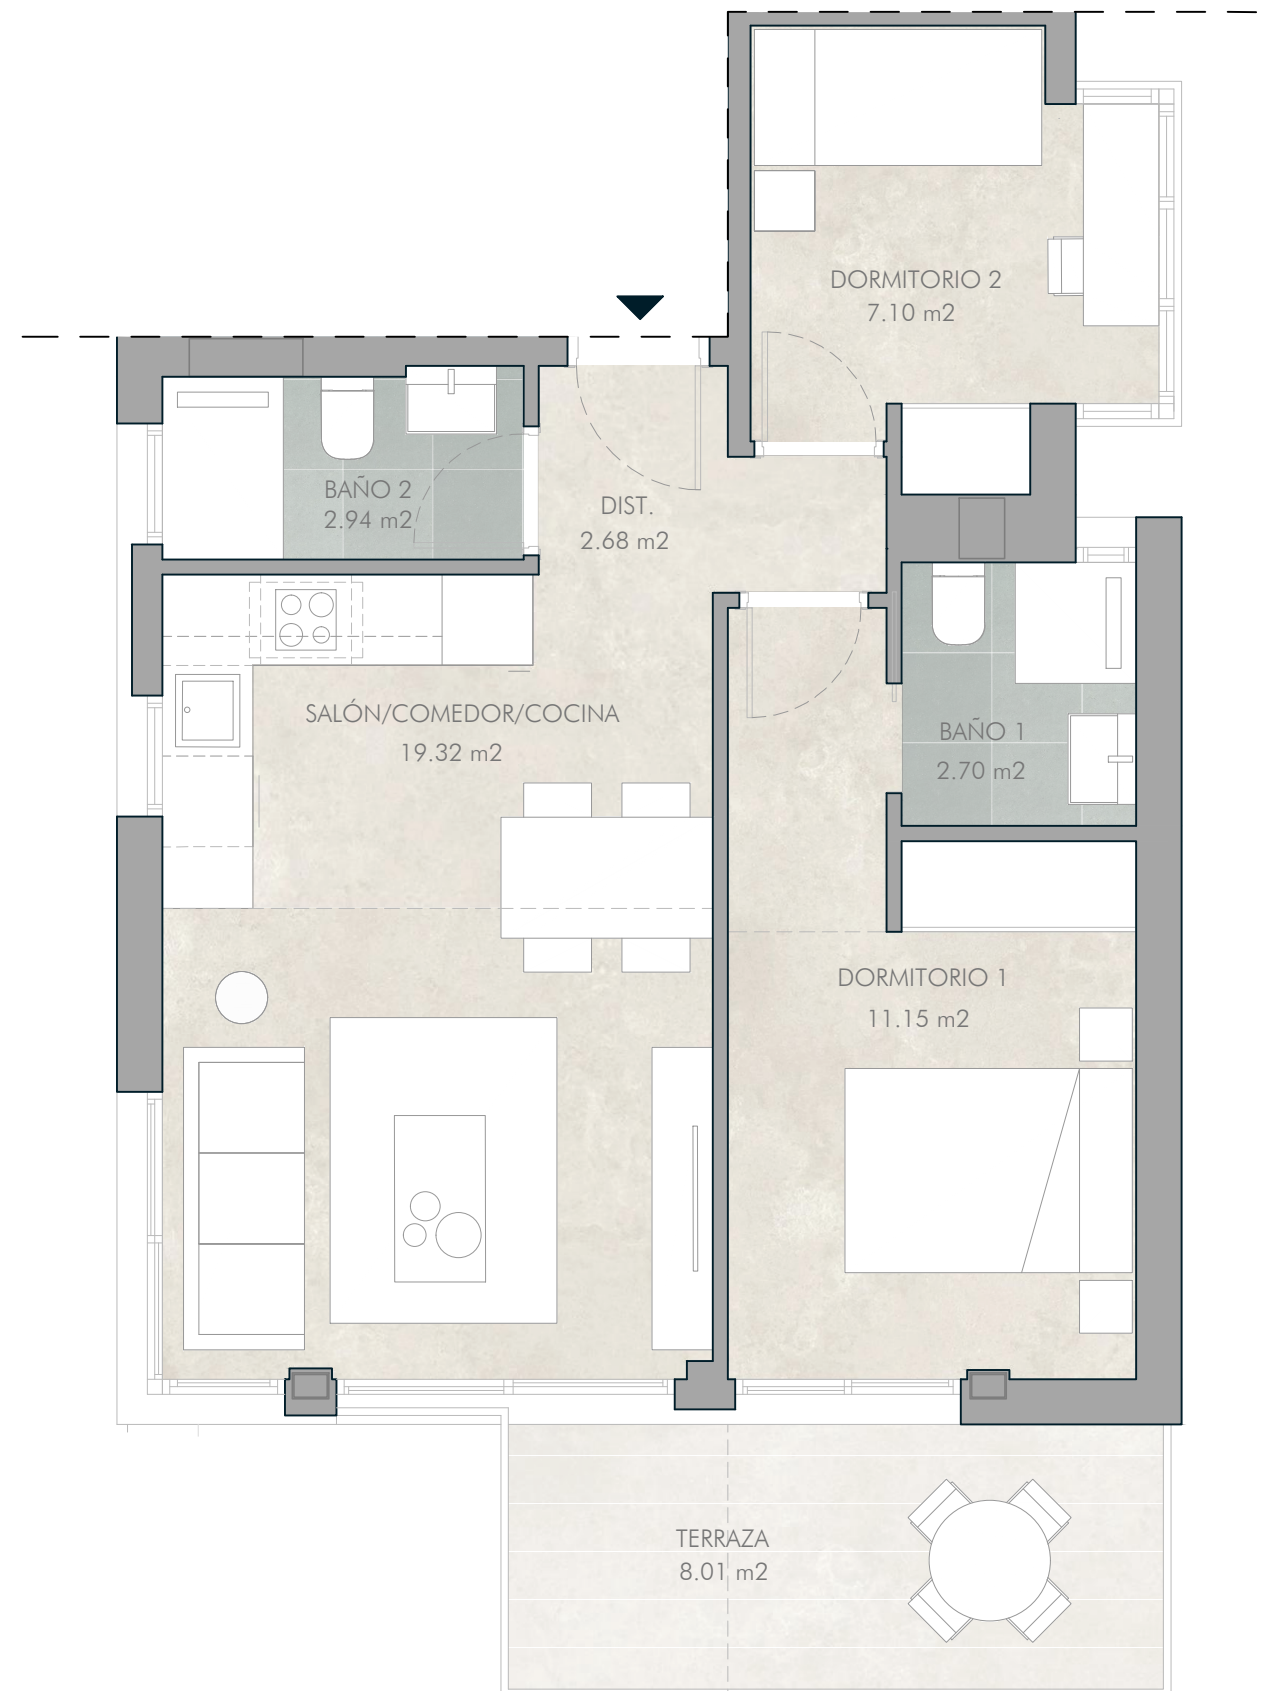 DORMITORIO 2
7.10 m2
BAÑO 2
2.94 m2
DIST.
2.68 m2
SALÓN/COMEDOR/COCINA
19.32 m2
BAÑO 1
2.70 m2
DORMITORIO 1
11.15 m2
TERRAZA
8.01 m2